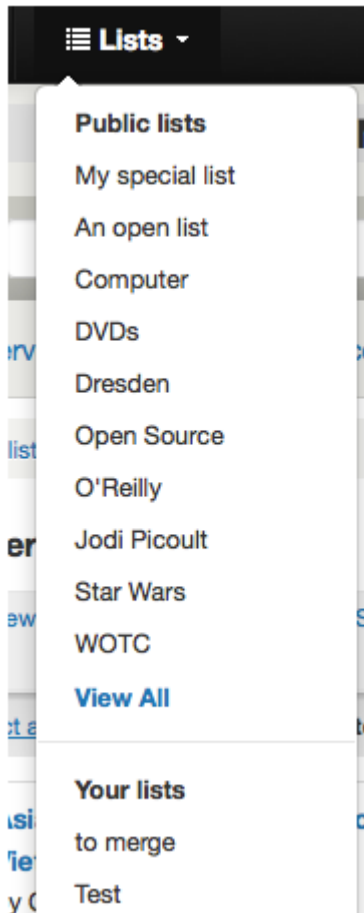 Lists
Public lists
My special list
An open list
Computer
DVDs
Dresden
Open Source
O'Reilly
Jodi Picoult
Star Wars
WOTC
View All
Your lists
to merge
Test